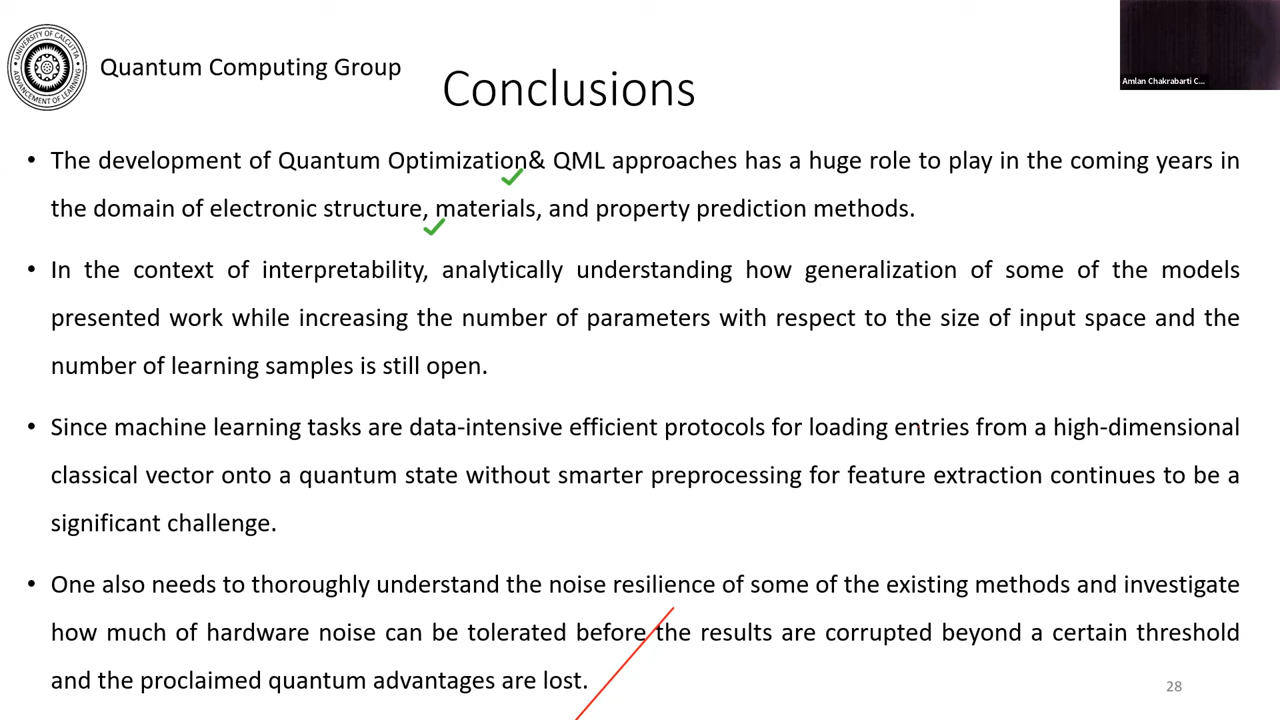 UNIVERSITY OF CALCUTTA
ADVANCEMENT OF LEARNING
Quantum Computing Group
Conclusions
Amlan Chakrabarti C...
• The development of Quantum Optimization& QML approaches has a huge role to play in the coming years in
the domain of electronic structure, materials, and property prediction methods.
• In the context of interpretability, analytically understanding how generalization of some of the models
presented work while increasing the number of parameters with respect to the size of input space and the
number of learning samples is still open.
• Since machine learning tasks are data-intensive efficient protocols for loading entries from a high-dimensional
classical vector onto a quantum state without smarter preprocessing for feature extraction continues to be a
significant challenge.
• One also needs to thoroughly understand the noise resilience of some of the existing methods and investigate
how much of hardware noise can be tolerated before the results are corrupted beyond a certain threshold
and the proclaimed quantum advantages are lost.
28